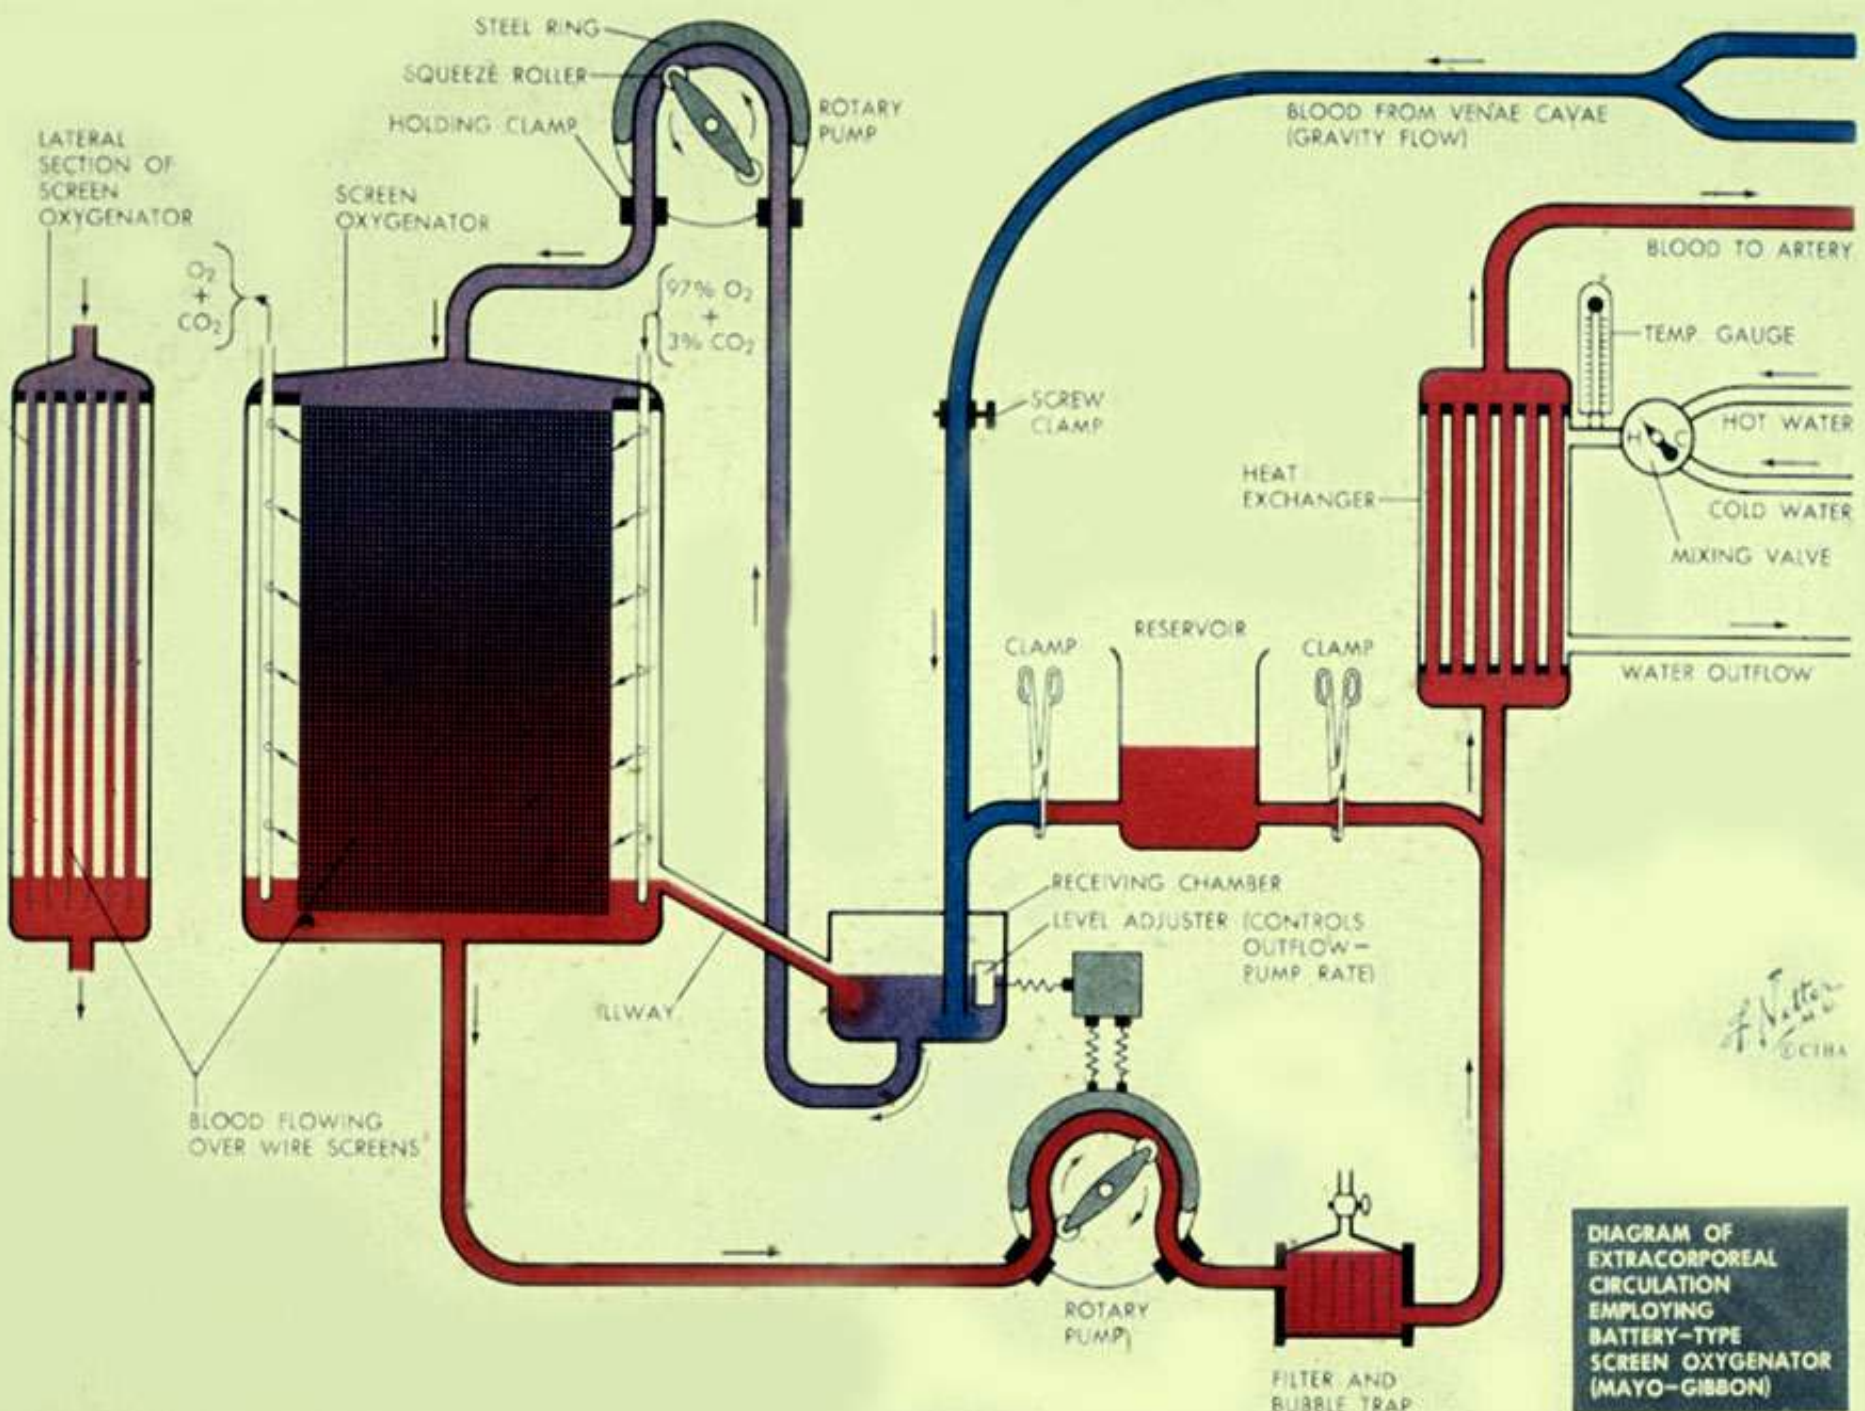 STEEL RING
SQUEEZE ROLLER
HOLDING CLAMP
ROTARY
PUMP
LATERAL
SECTION OF
SCREEN
OXYGENATOR
SCREEN
OXYGENATOR
O2
+
CO2
97% O2
+
3% CO2
BLOOD FROM VENAE CAVAE
(GRAVITY FLOW)
BLOOD TO ARTERY
TEMP. GAUGE
HOT WATER
COLD WATER
MIXING VALVE
HEAT
EXCHANGER
H C
WATER OUTFLOW
SCREW
CLAMP
CLAMP
RESERVOIR
CLAMP
RECEIVING CHAMBER
LEVEL ADJUSTER (CONTROLS
OUTFLOW-
PUMP RATE)
BLOOD FLOWING
OVER WIRE SCREENS
ROTARY
PUMP
FILTER AND
BUBBLE TRAP
F. Netter
M.D.
©CIBA
DIAGRAM OF
EXTRACORPOREAL
CIRCULATION
EMPLOYING
BATTERY-TYPE
SCREEN OXYGENATOR
(MAYO-GIBBON)